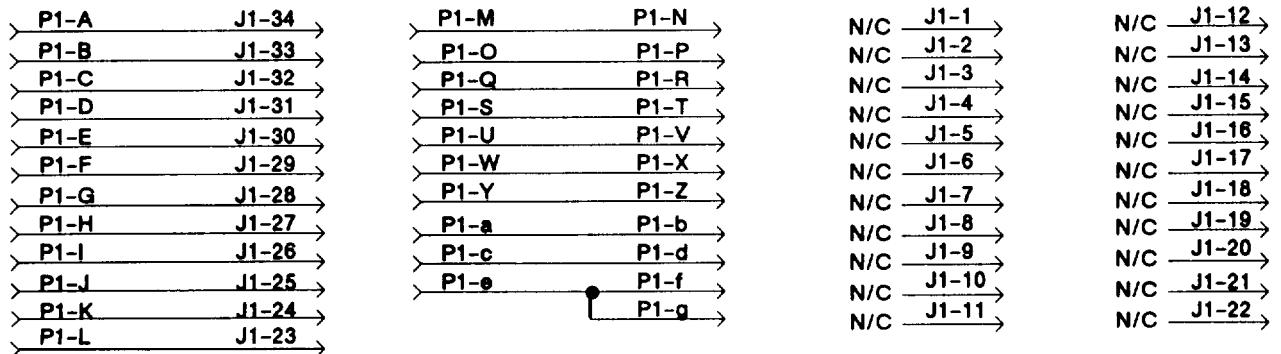 P1-A J1-34
P1-B J1-33
P1-C J1-32
P1-D J1-31
P1-E J1-30
P1-F J1-29
P1-G J1-28
P1-H J1-27
P1-I J1-26
P1-J J1-25
P1-K J1-24
P1-L J1-23
P1-M P1-N
P1-O P1-P
P1-Q P1-R
P1-S P1-T
P1-U P1-V
P1-W P1-X
P1-Y P1-Z
P1-a P1-b
P1-c P1-d
P1-e P1-f
P1-g
N/C J1-1
N/C J1-2
N/C J1-3
N/C J1-4
N/C J1-5
N/C J1-6
N/C J1-7
N/C J1-8
N/C J1-9
N/C J1-10
N/C J1-11
N/C J1-12
N/C J1-13
N/C J1-14
N/C J1-15
N/C J1-16
N/C J1-17
N/C J1-18
N/C J1-19
N/C J1-20
N/C J1-21
N/C J1-22